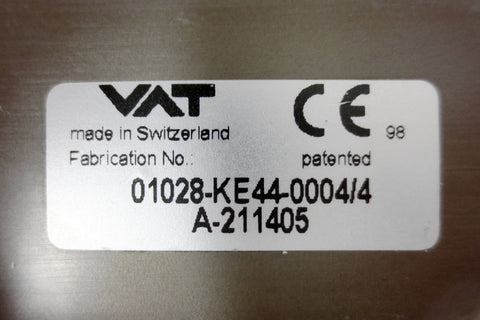 VAT CE 98
made in Switzerland
Fabrication No.: patented
01028-KE44-0004/4
A-211405